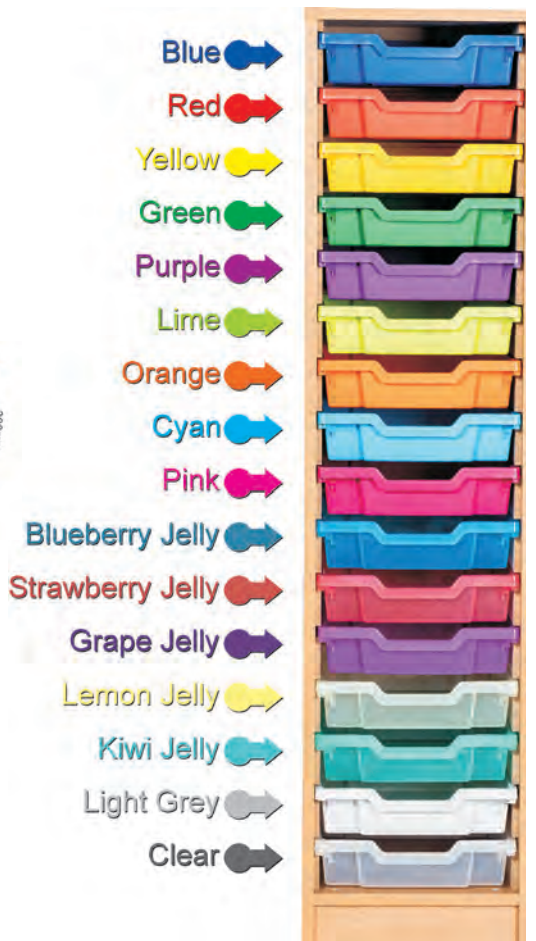 Blue
Red
Yellow
Green
Purple
Lime
Orange
Cyan
Pink
Blueberry Jelly
Strawberry Jelly
Grape Jelly
Lemon Jelly
Kiwi Jelly
Light Grey
Clear